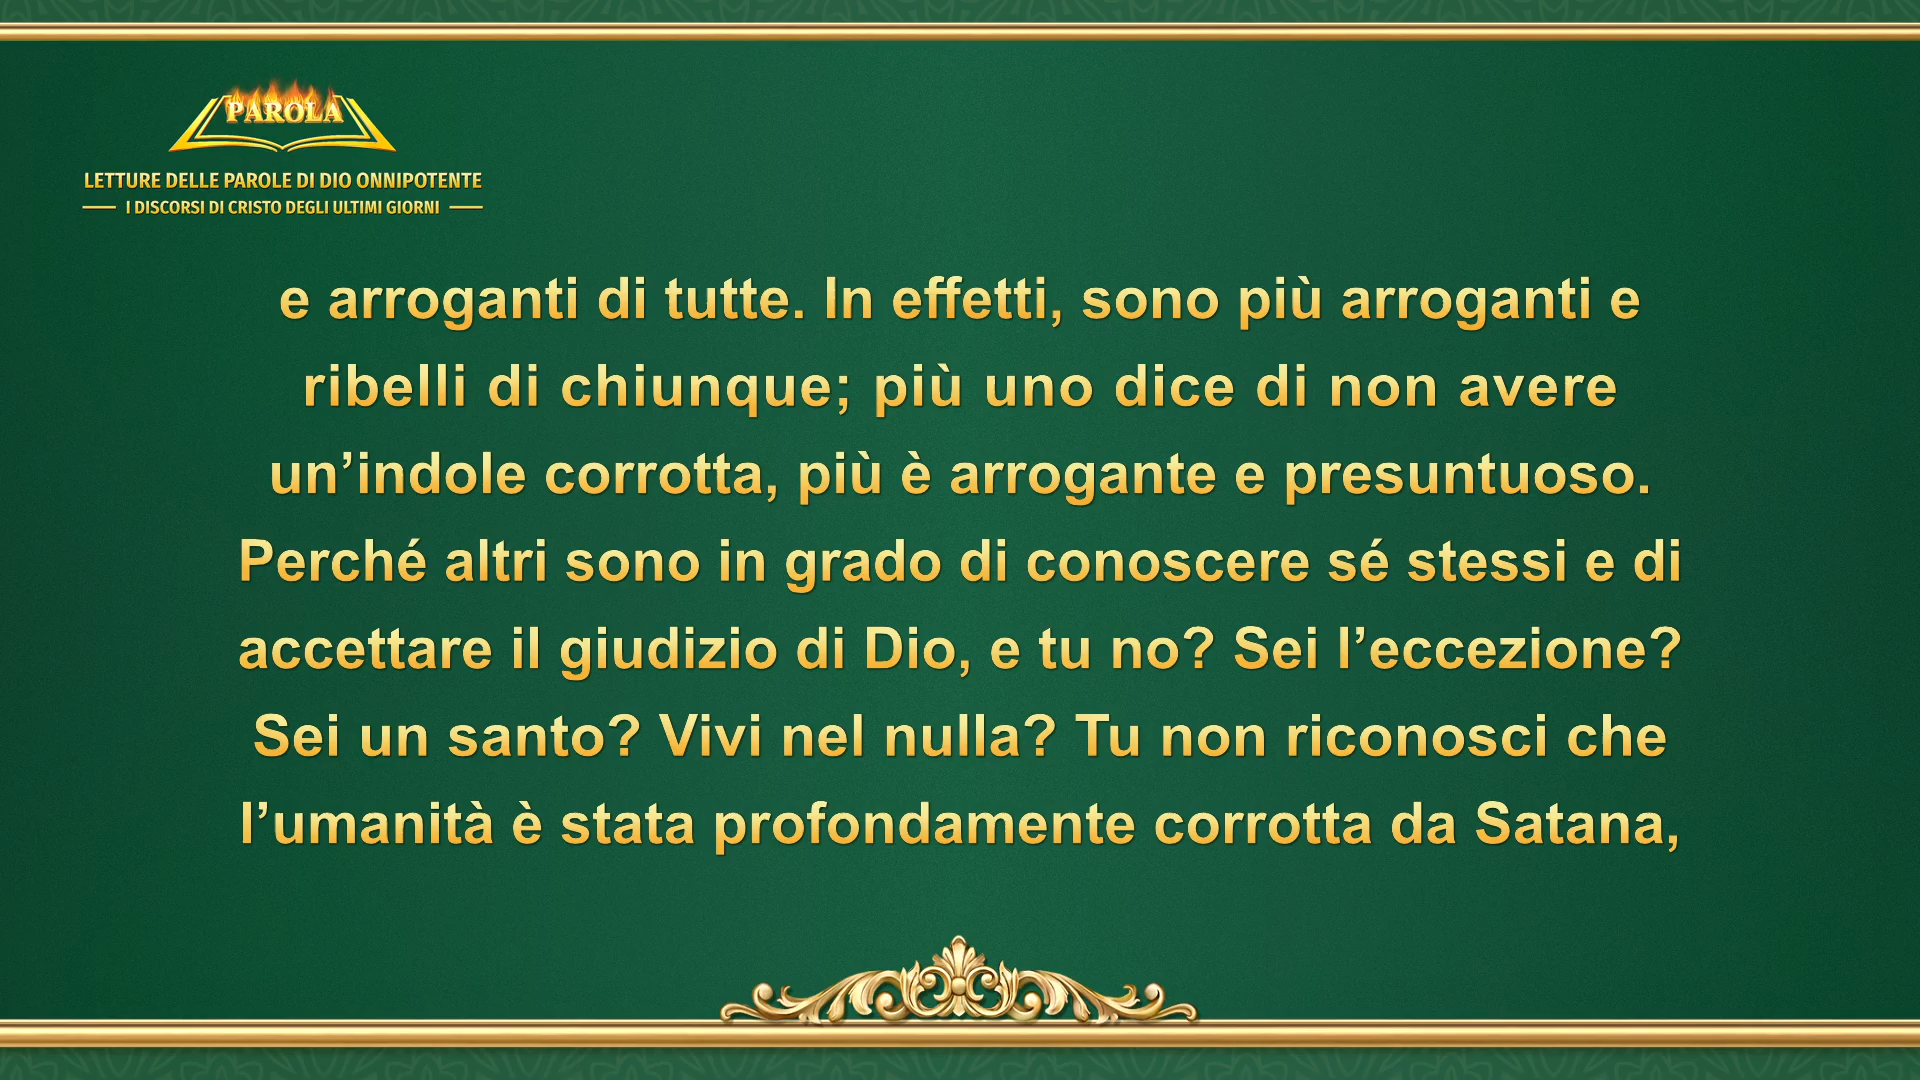 PAROLA
LETTURE DELLE PAROLE DI DIO ONNIPOTENTE
I DISCORSI DI CRISTO DEGLI ULTIMI GIORNI
e arroganti di tutte. In effetti, sono più arroganti e
ribelli di chiunque; più uno dice di non avere
un’indole corrotta, più è arrogante e presuntuoso.
Perché altri sono in grado di conoscere sé stessi e di
accettare il giudizio di Dio, e tu no? Sei l’eccezione?
Sei un santo? Vivi nel nulla? Tu non riconosci che
l’umanità è stata profondamente corrotta da Satana,